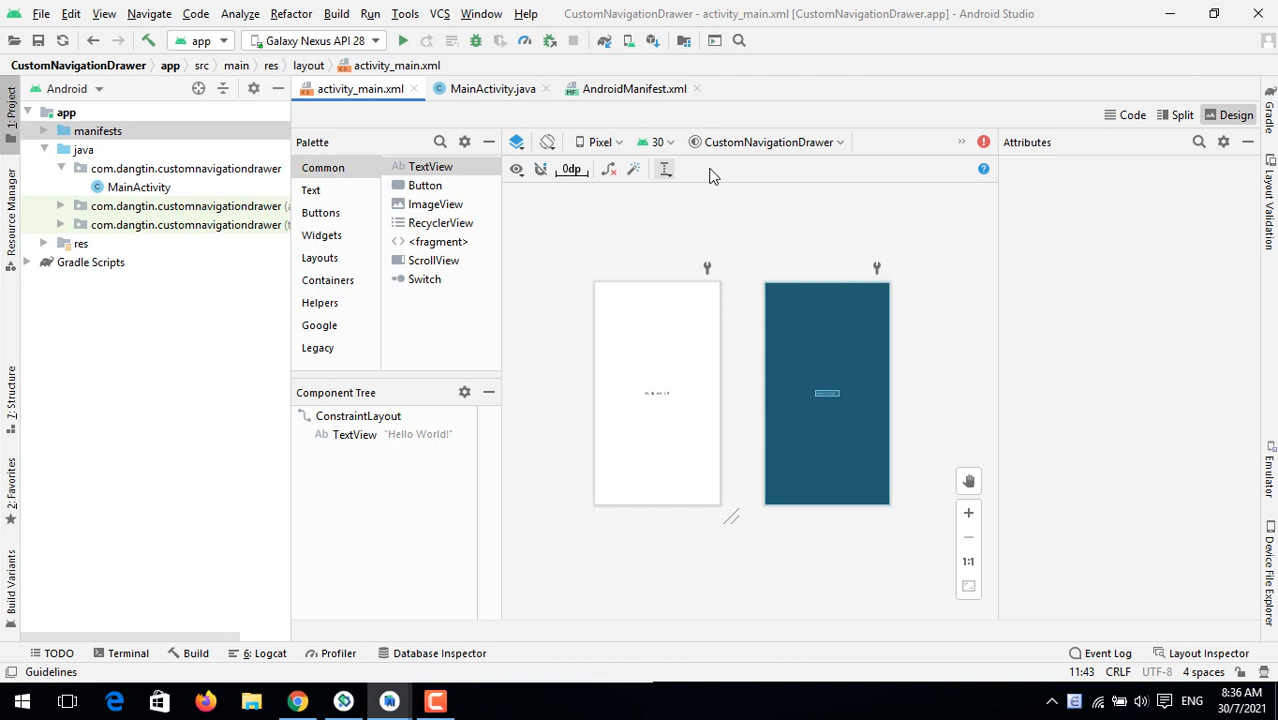 File Edit View Navigate Code Analyze Refactor Build Run Tools VCS Window Help CustomNavigationDrawer - activity_main.xml [CustomNavigationDrawer.app] - Android Studio
app Galaxy Nexus API 28
CustomNavigationDrawer app src main res layout activity_main.xml
Android activity_main.xml MainActivity.java AndroidManifest.xml
1: Project
Resource Manager
7: Structure
2: Favorites
Build Variants
app
manifests
java
com.dangtin.customnavigationdrawer
MainActivity
com.dangtin.customnavigationdrawer (
com.dangtin.customnavigationdrawer (
res
Gradle Scripts
Code Split Design
Palette
Common
Text
Buttons
Widgets
Layouts
Containers
Helpers
Google
Legacy
Ab TextView
Button
ImageView
RecyclerView
<fragment>
ScrollView
Switch
Component Tree
ConstraintLayout
Ab TextView "Hello World!"
Pixel 30 CustomNavigationDrawer »
0dp
1:1
Attributes
Gradle
Layout Validation
Emulator
Device File Explorer
TODO Terminal Build 6: Logcat Profiler Database Inspector Event Log Layout Inspector
Guidelines 11:43 CRLF UTF-8 4 spaces
ENG 8:36 AM
30/7/2021